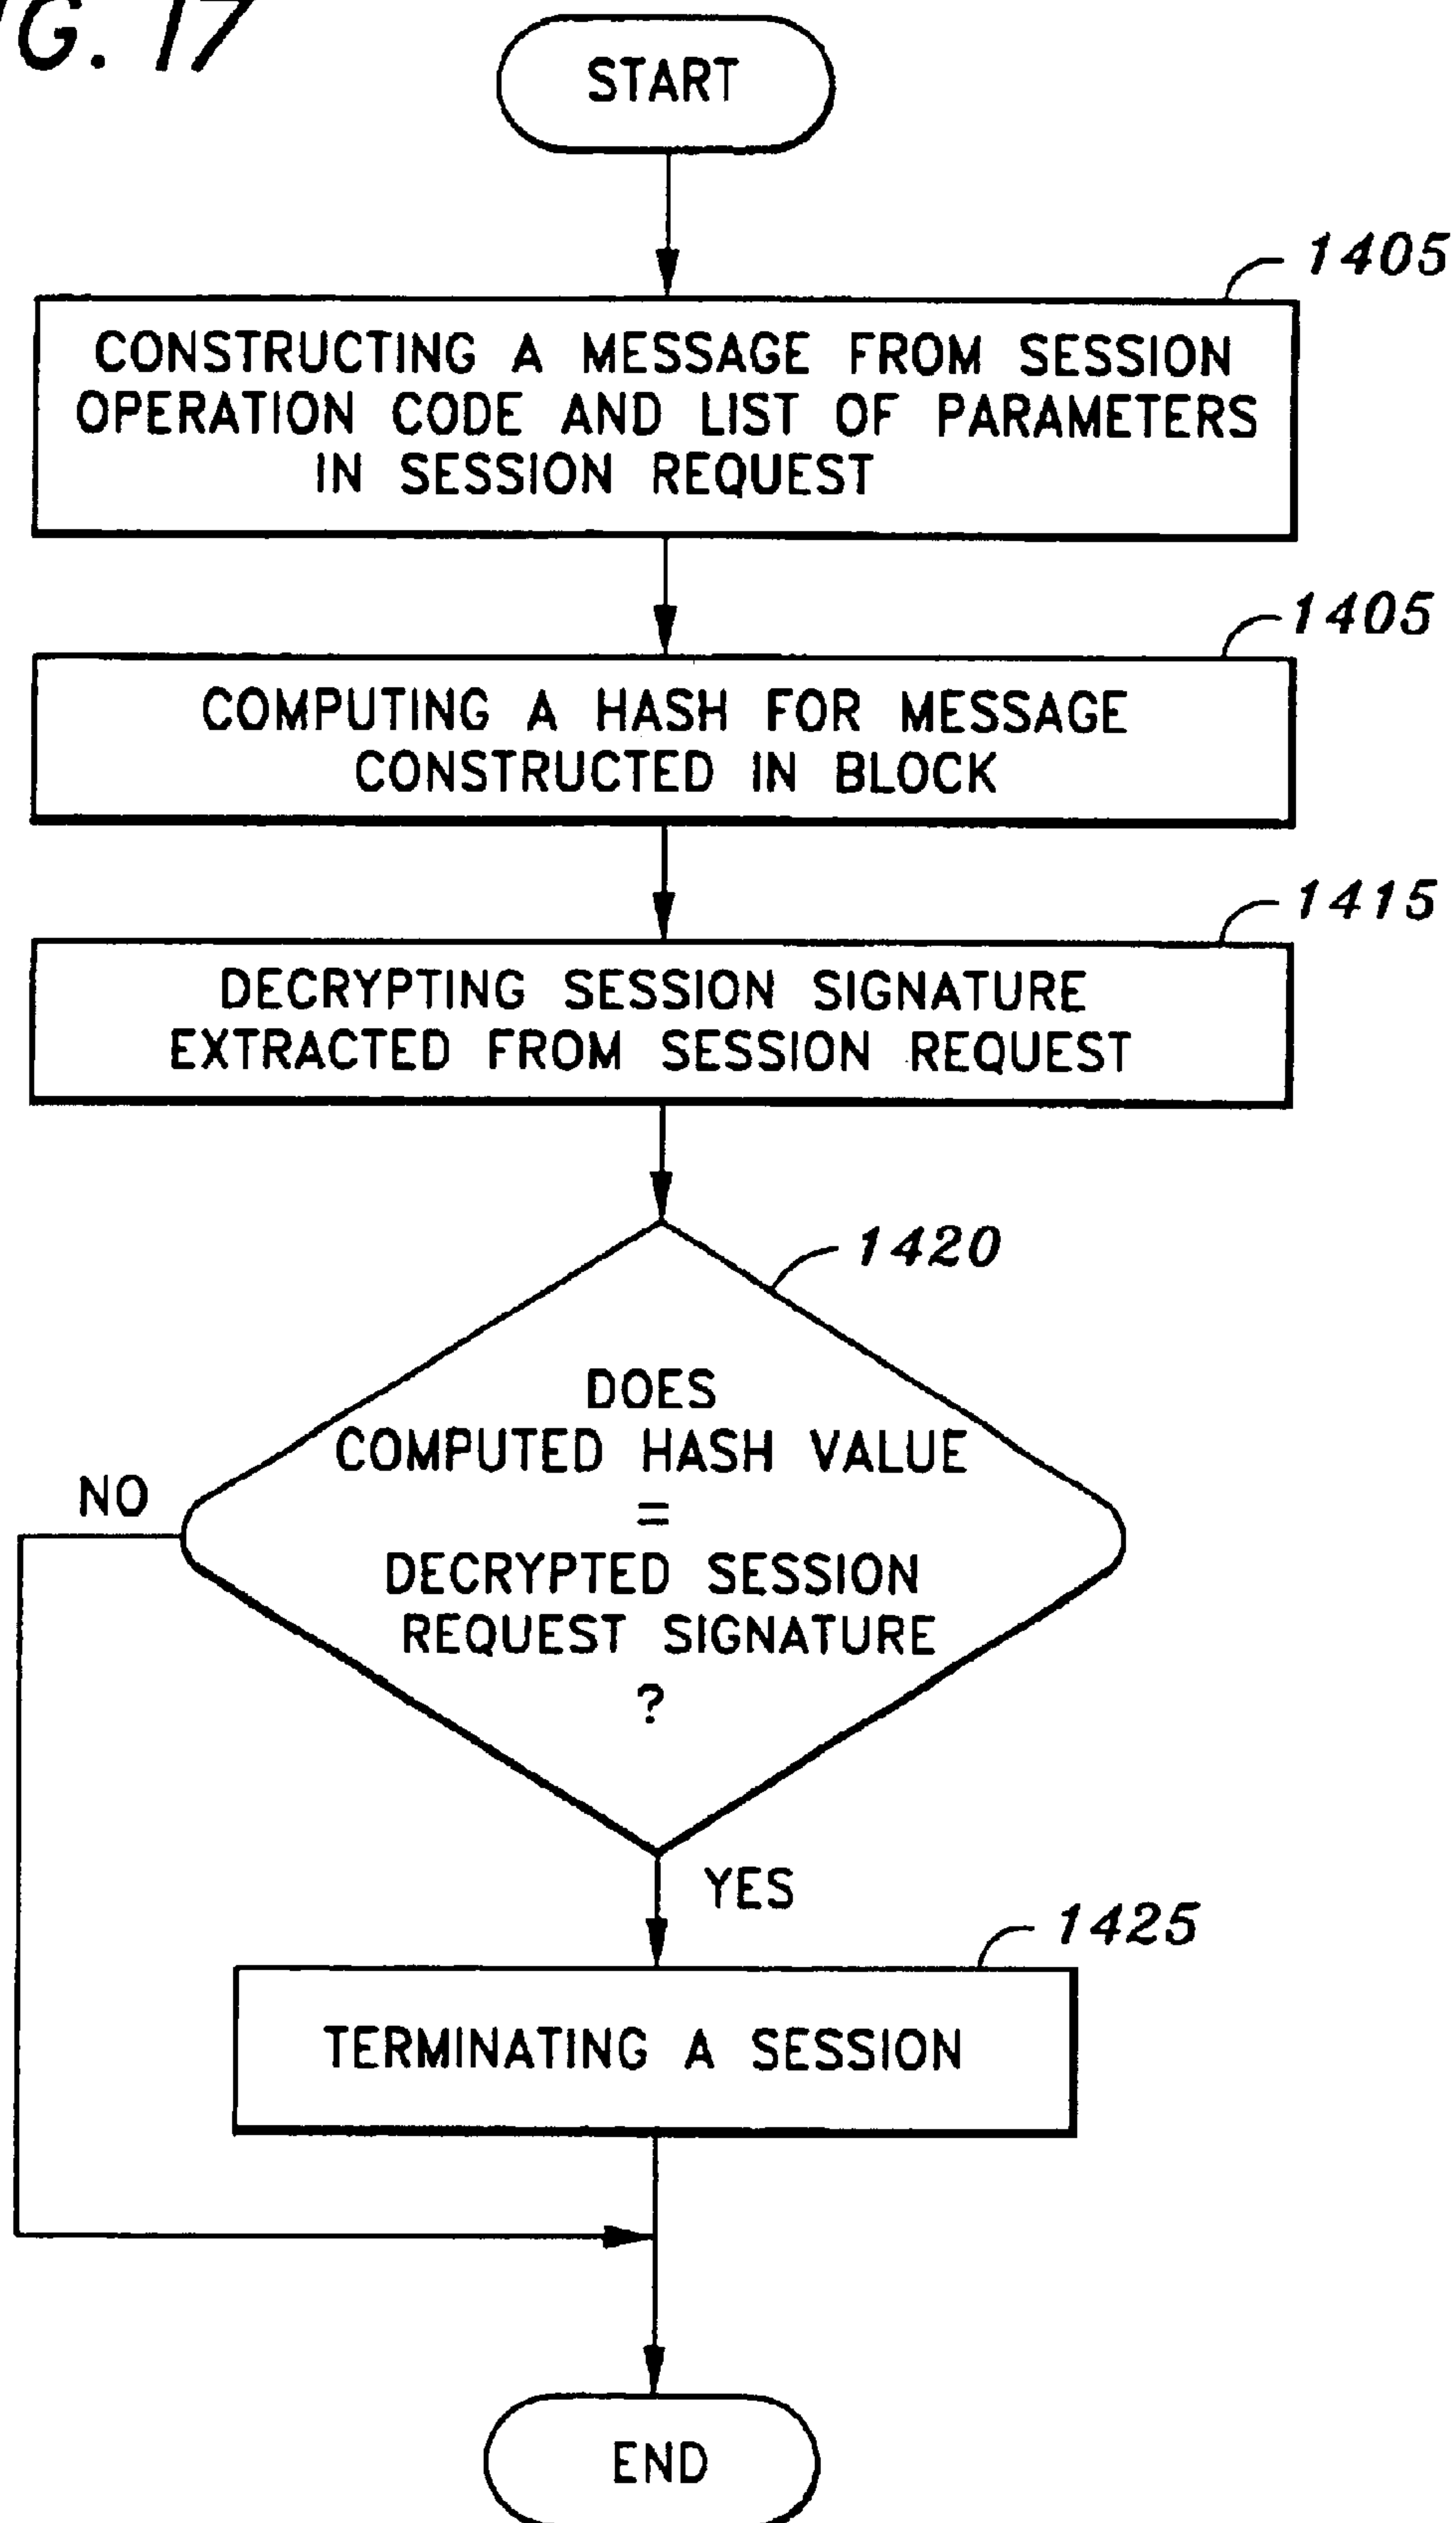 G. 17
START
1405
CONSTRUCTING A MESSAGE FROM SESSION
OPERATION CODE AND LIST OF PARAMETERS
IN SESSION REQUEST
1405
COMPUTING A HASH FOR MESSAGE
CONSTRUCTED IN BLOCK
1415
DECRYPTING SESSION SIGNATURE
EXTRACTED FROM SESSION REQUEST
1420
DOES
COMPUTED HASH VALUE
=
DECRYPTED SESSION
REQUEST SIGNATURE
?
NO
YES
1425
TERMINATING A SESSION
END